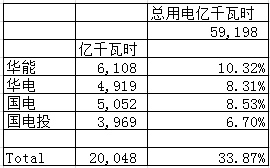 总用电亿千瓦时
59,198
亿千瓦时
华能 6,108 10.32%
华电 4,919 8.31%
国电 5,052 8.53%
国电投 3,969 6.70%
Total 20,048 33.87%